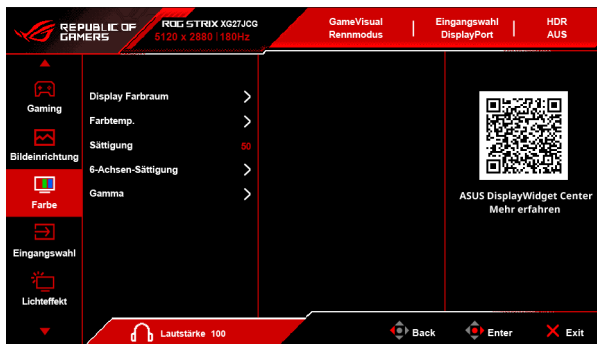 REPUBLIC OF
GAMERS
ROG STRIX XG27JCG
5120 x 2880 | 180Hz
GameVisual
Rennmodus
Eingangswahl
DisplayPort
HDR
AUS
Gaming
Bildeinrichtung
Farbe
Eingangswahl
Lichteffekt
Display Farbraum
Farbtemp.
Sättigung 50
6-Achsen-Sättigung
Gamma
ASUS DisplayWidget Center
Mehr erfahren
Lautstärke 100
Back
Enter
Exit